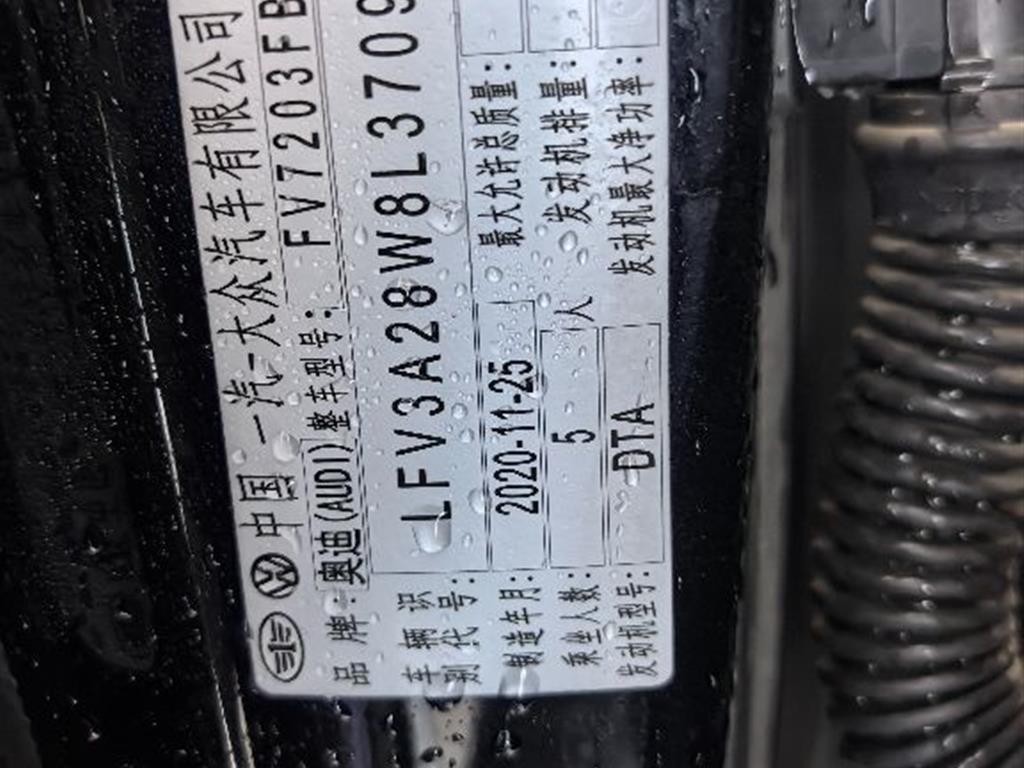 中国 一汽-大众汽车有限公司
品 牌: 奥迪(AUDI) 整车型号: FV7203FB
车辆识别代号: LFV3A28W8L3709
制造年月: 2020-11-25 最大允许总质量:
乘坐人数: 5 人 发动机排量:
发动机型号: DTA 发动机最大净功率: